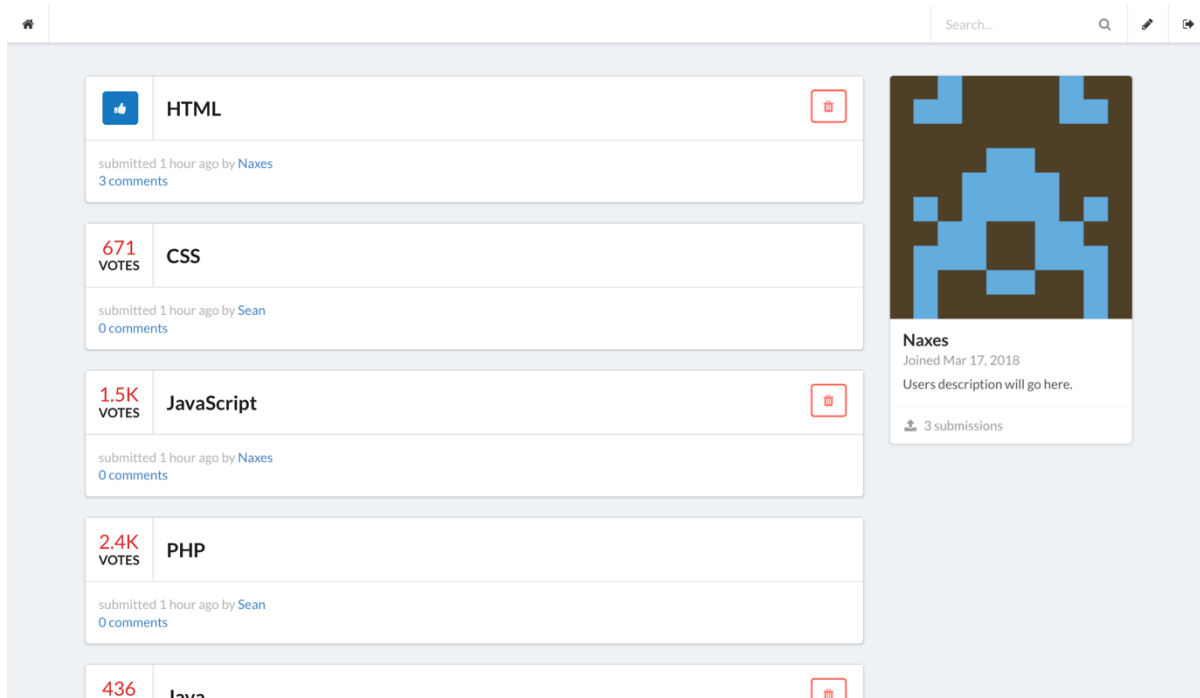 Search...
HTML
submitted 1 hour ago by Naxes
3 comments
671
VOTES
CSS
submitted 1 hour ago by Sean
0 comments
1.5K
VOTES
JavaScript
submitted 1 hour ago by Naxes
0 comments
2.4K
VOTES
PHP
submitted 1 hour ago by Sean
0 comments
436
Java
Naxes
Joined Mar 17, 2018
Users description will go here.
3 submissions